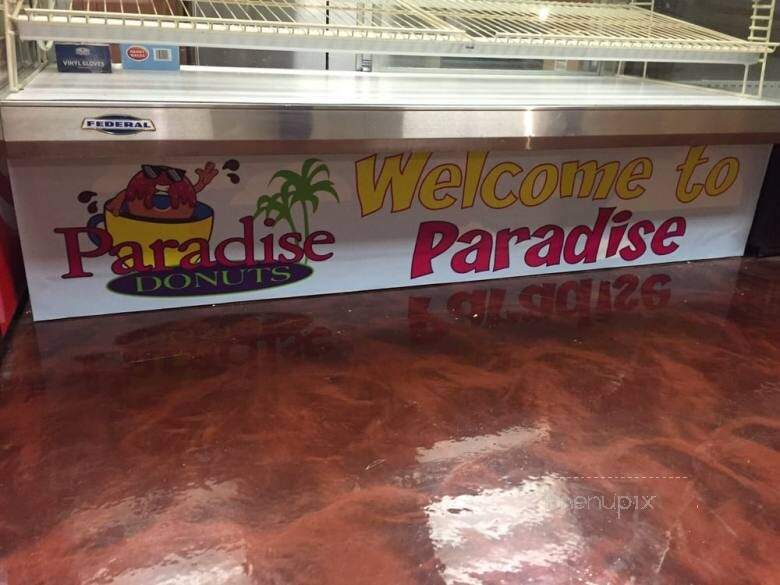 VINYL GLOVES
FEDERAL
Paradise
DONUTS
Welcome to
Paradise
menupix